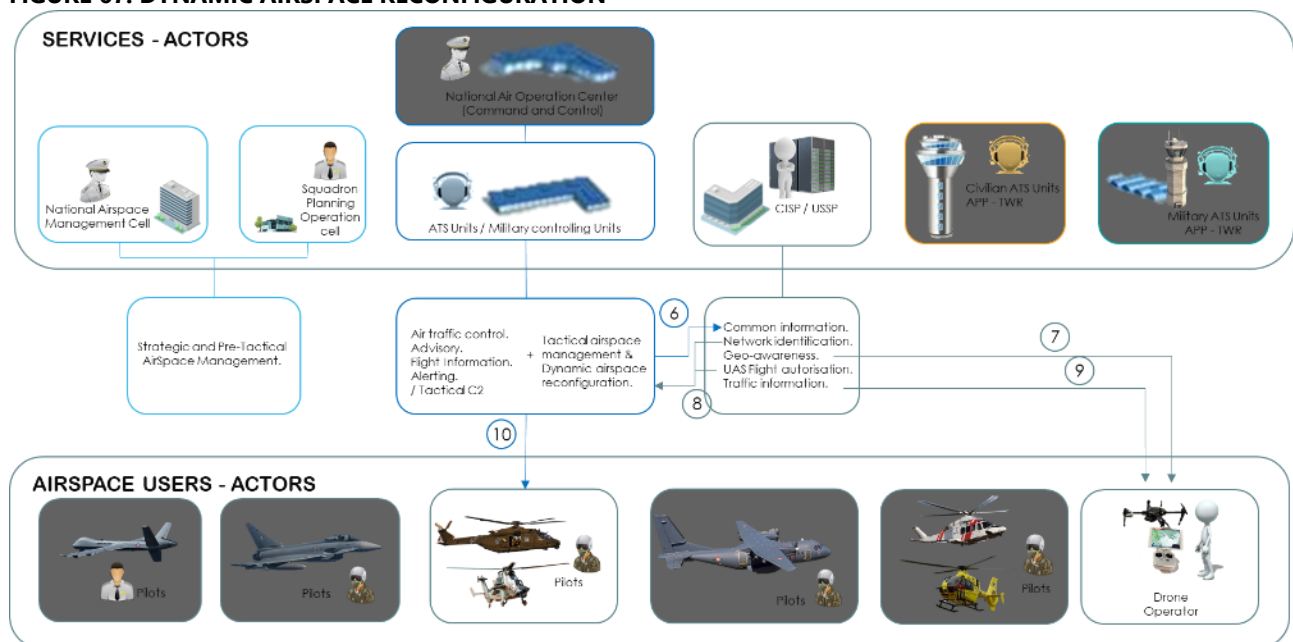 DYNAMIC AIRSPACE RECONFIGURATION
SERVICES - ACTORS
National Air Operation Center
(Command and Control)
National Airspace
Management Cell
Squadron
Planning
Operation
cell
ATS Units / Military controlling Units
CISP / USSP
Civilian ATS Units
APP - TWR
Military ATS Units
APP - TWR
Strategic and Pre-Tactical
AirSpace Management.
Air traffic control.
Advisory.
Flight Information.
Alerting.
/ Tactical C2
+
Tactical airspace
management &
Dynamic airspace
reconfiguration.
6
8
Common information.
Network identification.
Geo-awareness.
UAS Flight autorisation.
Traffic information.
7
9
10
AIRSPACE USERS - ACTORS
Pilots
Pilots
Pilots
Pilots
Pilots
Drone
Operator